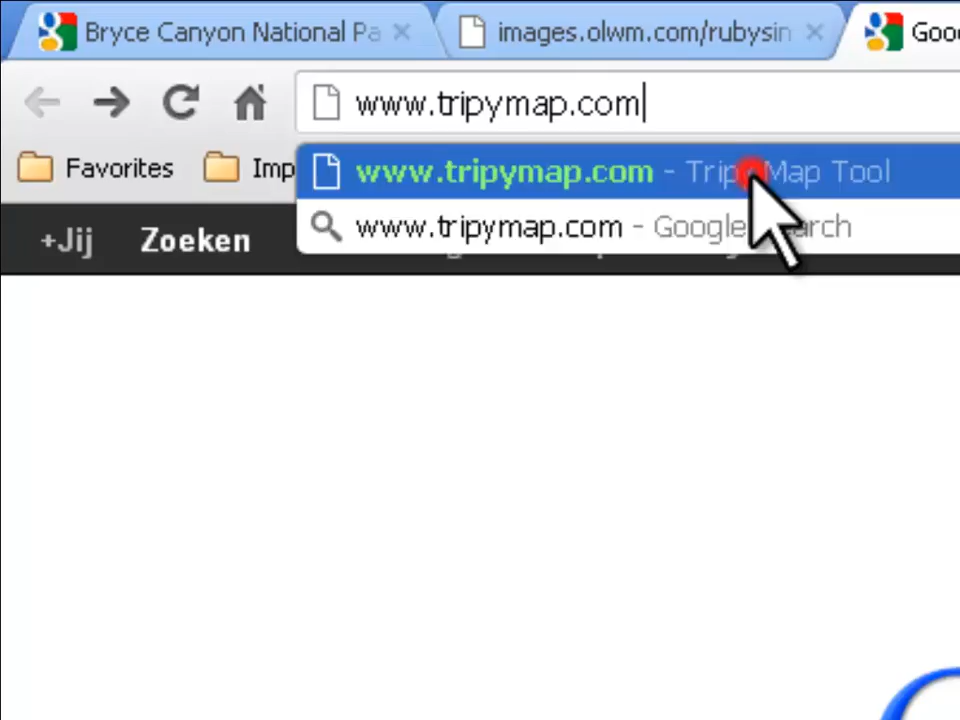 Bryce Canyon National Pa
images.olwm.com/rubysin
Goo
www.tripymap.com
Favorites
Imp
www.tripymap.com - Tripy Map Tool
www.tripymap.com - Google Search
+Jij
Zoeken